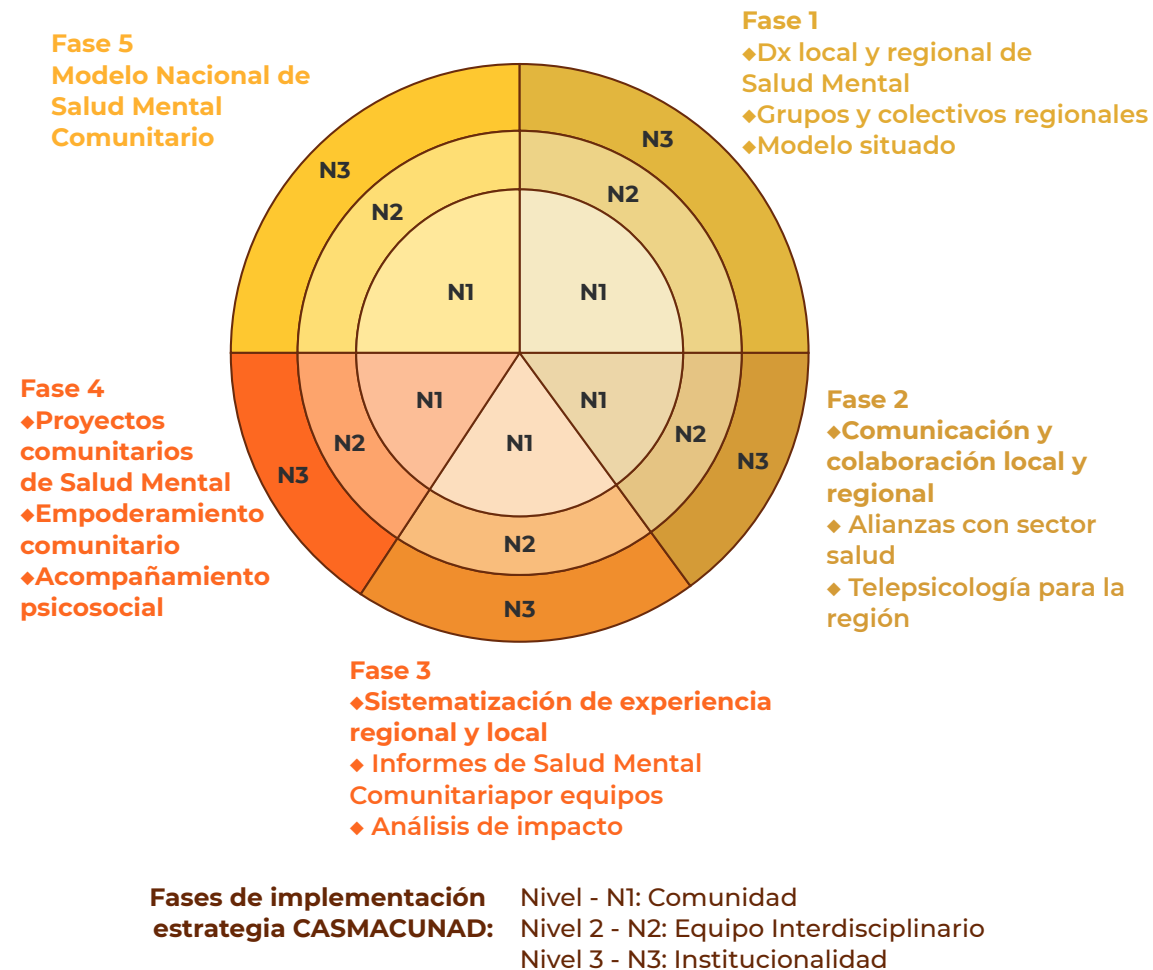 Fase 1
◆Dx local y regional de
Salud Mental
◆Grupos y colectivos regionales
◆Modelo situado
Fase 5
Modelo Nacional de
Salud Mental
Comunitario
N3
N2
N1
N3
N2
N1
Fase 4
◆Proyectos
comunitarios
de Salud Mental
◆Empoderamiento
comunitario
◆Acompañamiento
psicosocial
N1
N2
N3
N1
N2
N3
N1
N2
N3
Fase 2
◆Comunicación y
colaboración local y
regional
◆ Alianzas con sector
salud
◆ Telepsicología para la
región
Fase 3
◆Sistematización de experiencia
regional y local
◆ Informes de Salud Mental
Comunitariapor equipos
◆ Análisis de impacto
Fases de implementación
estrategia CASMACUNAD:
Nivel - N1: Comunidad
Nivel 2 - N2: Equipo Interdisciplinario
Nivel 3 - N3: Institucionalidad